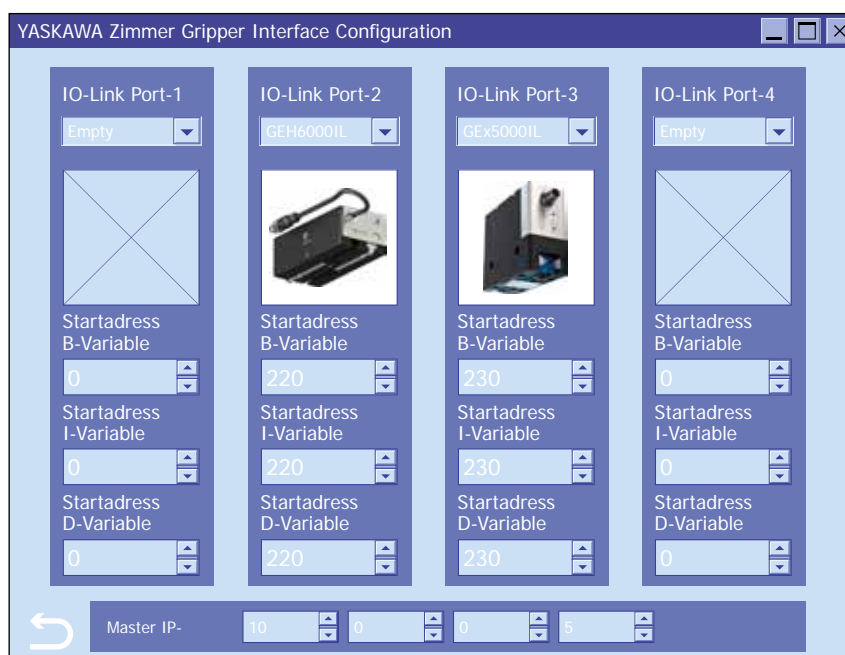 YASKAWA Zimmer Gripper Interface Configuration
IO-Link Port-1
Empty
Startadress
B-Variable
0
Startadress
I-Variable
0
Startadress
D-Variable
0
IO-Link Port-2
GEH6000IL
Startadress
B-Variable
220
Startadress
I-Variable
220
Startadress
D-Variable
220
IO-Link Port-3
GEx5000IL
Startadress
B-Variable
230
Startadress
I-Variable
230
Startadress
D-Variable
230
IO-Link Port-4
Empty
Startadress
B-Variable
0
Startadress
I-Variable
0
Startadress
D-Variable
0
Master IP- 10 0 0 5